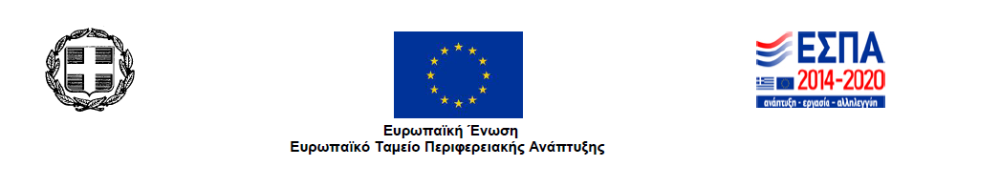 ΕΣΠΑ
2014-2020
ανάπτυξη - εργασία - αλληλεγγύη
Ευρωπαϊκή Ένωση
Ευρωπαϊκό Ταμείο Περιφερειακής Ανάπτυξης